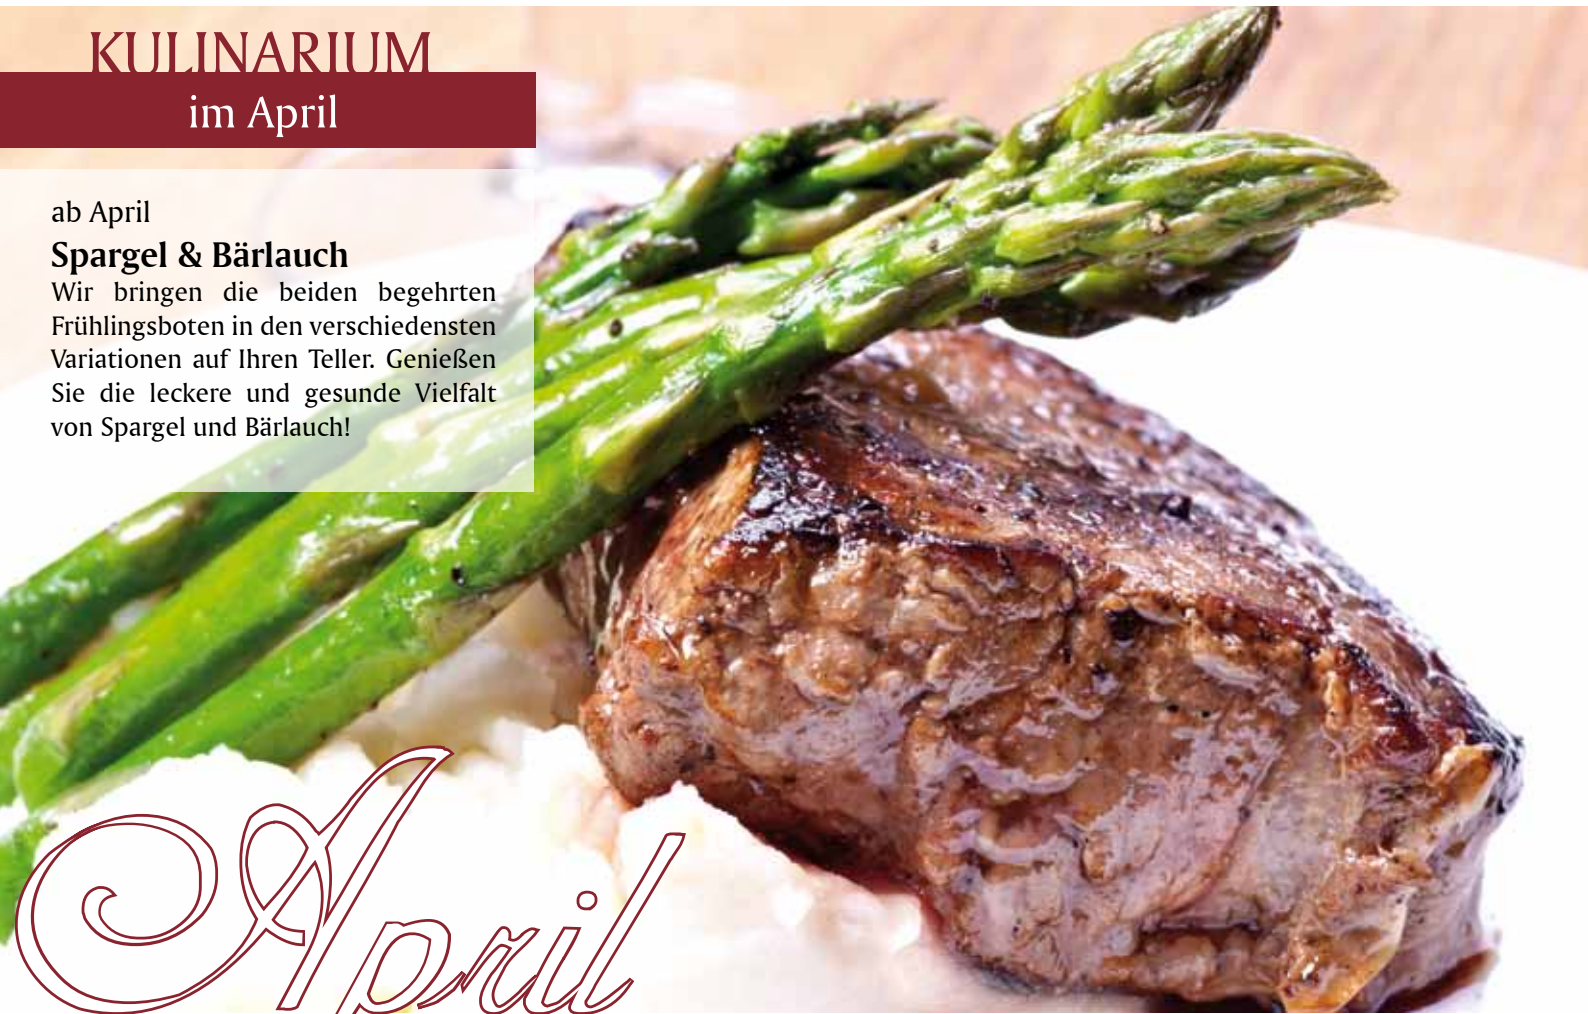 KULINARIUM
im April
ab April
Spargel & Bärlauch
Wir bringen die beiden begehrten
Frühlingsboten in den verschiedensten
Variationen auf Ihren Teller. Genießen
Sie die leckere und gesunde Vielfalt
von Spargel und Bärlauch!
April